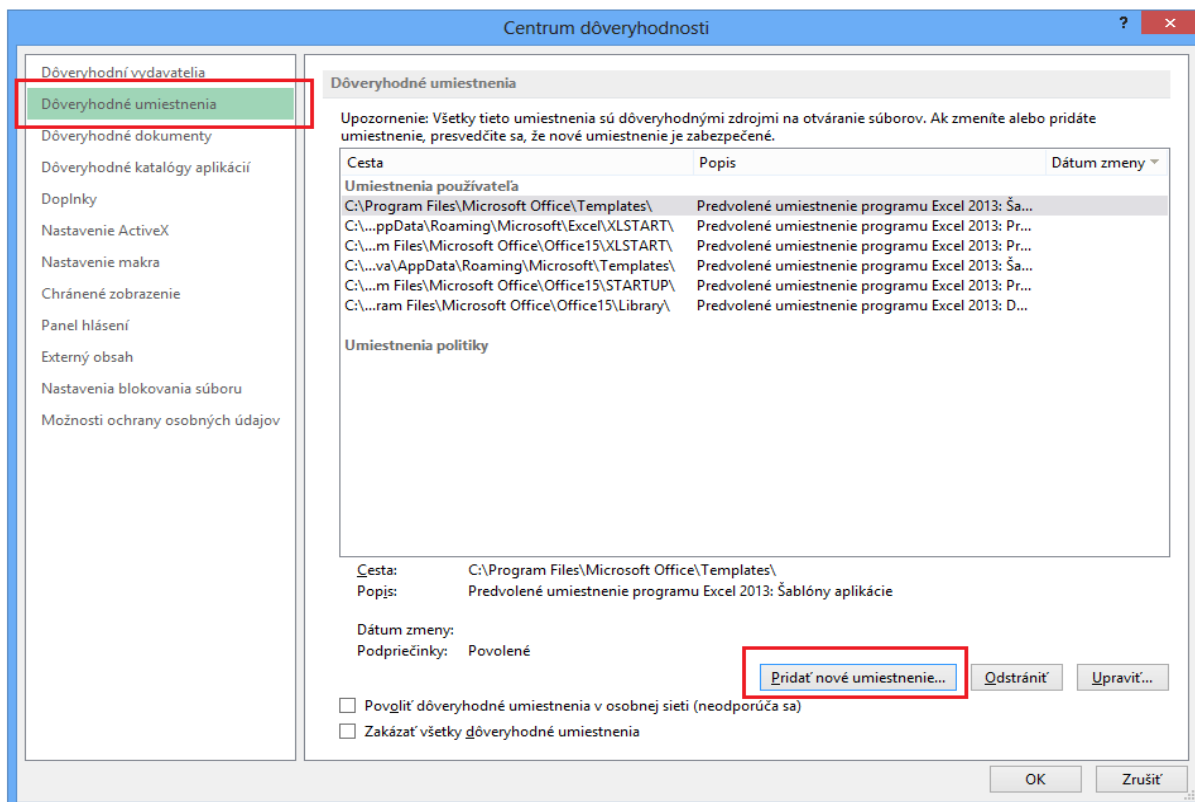 Centrum dôveryhodnosti
?
Dôveryhodní vydavatelia
Dôveryhodné umiestnenia
Dôveryhodné dokumenty
Dôveryhodné katalógy aplikácií
Doplnky
Nastavenie ActiveX
Nastavenie makra
Chránené zobrazenie
Panel hlásení
Externý obsah
Nastavenia blokovania súboru
Možnosti ochrany osobných údajov
Dôveryhodné umiestnenia
Upozornenie: Všetky tieto umiestnenia sú dôveryhodnými zdrojmi na otváranie súborov. Ak zmeníte alebo pridáte
umiestnenie, presvedčite sa, že nové umiestnenie je zabezpečené.
Cesta Popis Dátum zmeny
Umiestnenia používateľa
C:\Program Files\Microsoft Office\Templates\ Predvolené umiestnenie programu Excel 2013: Ša...
C:\...ppData\Roaming\Microsoft\Excel\XLSTART\ Predvolené umiestnenie programu Excel 2013: Pr...
C:\...m Files\Microsoft Office\Office15\XLSTART\ Predvolené umiestnenie programu Excel 2013: Pr...
C:\...va\AppData\Roaming\Microsoft\Templates\ Predvolené umiestnenie programu Excel 2013: Ša...
C:\...m Files\Microsoft Office\Office15\STARTUP\ Predvolené umiestnenie programu Excel 2013: Pr...
C:\...ram Files\Microsoft Office\Office15\Library\ Predvolené umiestnenie programu Excel 2013: D...
Umiestnenia politiky
Cesta: C:\Program Files\Microsoft Office\Templates\
Popis: Predvolené umiestnenie programu Excel 2013: Šablóny aplikácie
Dátum zmeny:
Podpriečinky: Povolené
Pridať nové umiestnenie... Odstrániť Upraviť...
Povoliť dôveryhodné umiestnenia v osobnej sieti (neodporúča sa)
Zakázať všetky dôveryhodné umiestnenia
OK Zrušiť